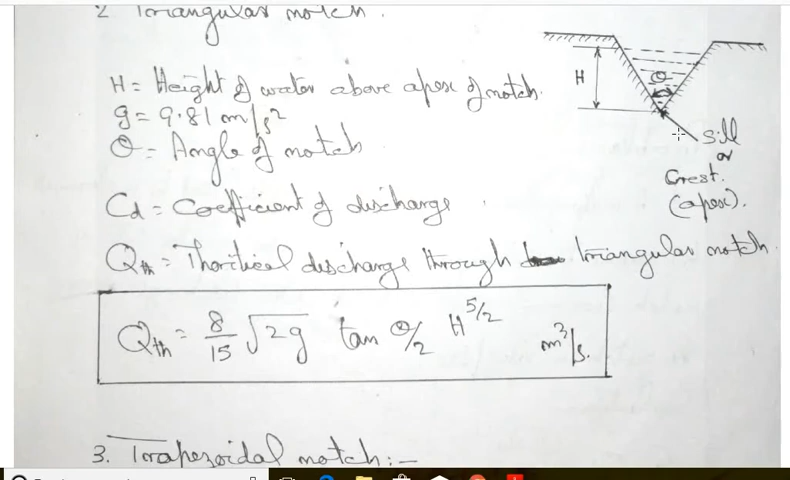 2 Triangular notch.
H = Height of water above apex of notch.
g = 9.81 m/s²
θ = Angle of notch
Cd = Coefficient of discharge
Qth = Thoritical discharge through triangular notch.
Qth = 8/15 √2g tan θ/2 H^5/2 m³/s.
3. Trapezoidal notch:-
H
θ
Sill
or
Crest.
(apex).